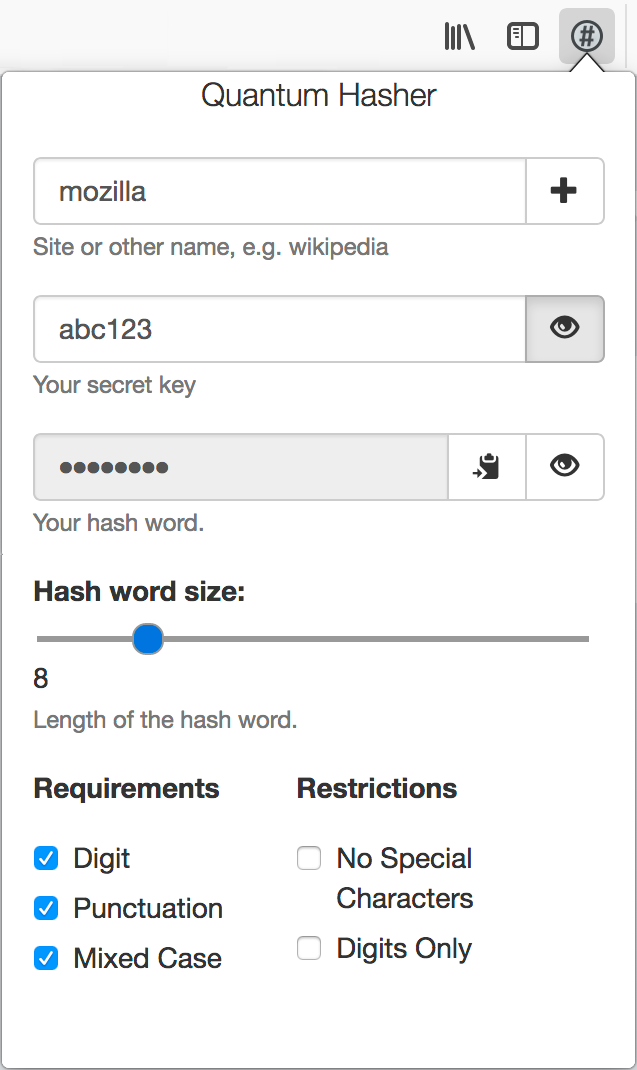 #
Quantum Hasher
mozilla
Site or other name, e.g. wikipedia
abc123
Your secret key
••••••••
Your hash word.
Hash word size:
8
Length of the hash word.
Requirements
Digit
Punctuation
Mixed Case
Restrictions
No Special
Characters
Digits Only